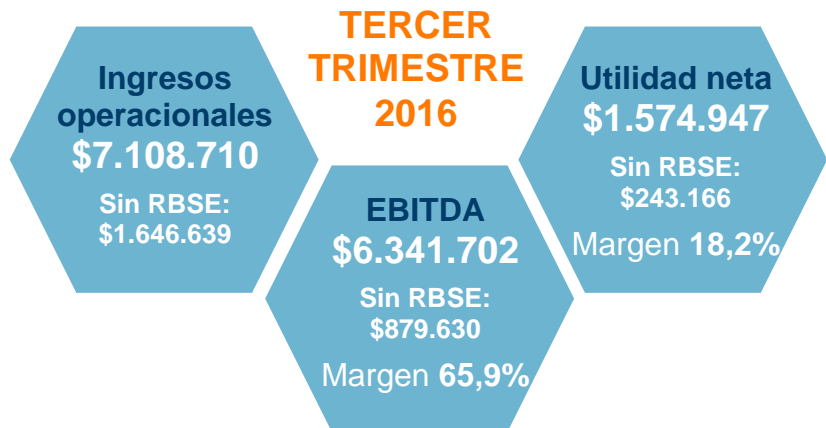 TERCER
TRIMESTRE
2016
Ingresos
operacionales
$7.108.710
Sin RBSE:
$1.646.639
EBITDA
$6.341.702
Sin RBSE:
$879.630
Margen 65,9%
Utilidad neta
$1.574.947
Sin RBSE:
$243.166
Margen 18,2%